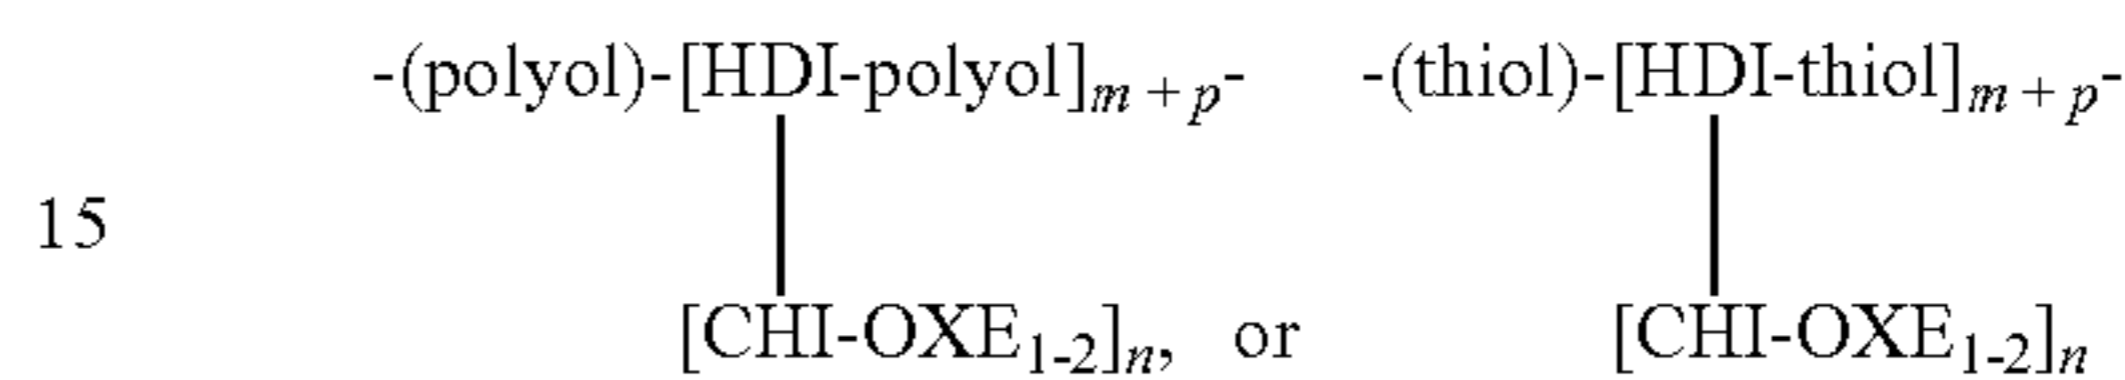 -(polyol)-[HDI-polyol]m + p- -(thiol)-[HDI-thiol]m + p-
15
[CHI-OXE1-2]n, or [CHI-OXE1-2]n